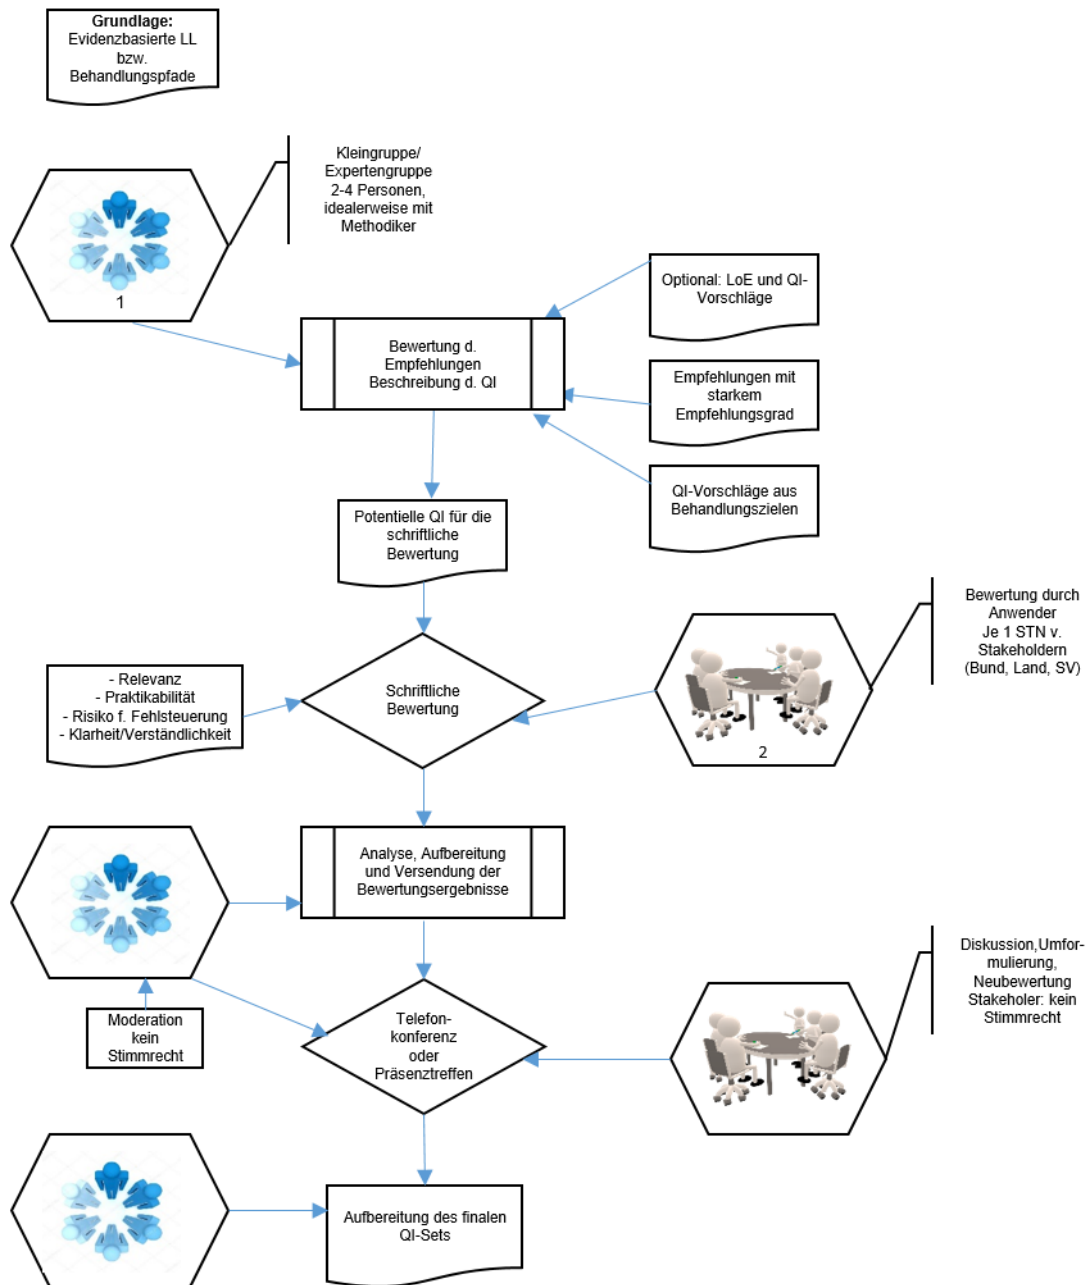 Grundlage:
Evidenzbasierte LL
bzw.
Behandlungspfade
Kleingruppe/
Expertengruppe
2-4 Personen,
idealerweise mit
Methodiker
1
Optional: LoE und QI-
Vorschläge
Bewertung d.
Empfehlungen
Beschreibung d. QI
Empfehlungen mit
starkem
Empfehlungsgrad
QI-Vorschläge aus
Behandlungszielen
Potentielle QI für die
schriftliche
Bewertung
Bewertung durch
Anwender
Je 1 STN v.
Stakeholdern
(Bund, Land, SV)
- Relevanz
- Praktikabilität
- Risiko f. Fehlsteuerung
- Klarheit/Verständlichkeit
Schriftliche
Bewertung
2
Analyse, Aufbereitung
und Versendung der
Bewertungsergebnisse
Diskussion,Umfor-
mulierung,
Neubewertung
Stakeholer: kein
Stimmrecht
Moderation
kein
Stimmrecht
Telefon-
konferenz
oder
Präsenztreffen
Aufbereitung des finalen
QI-Sets